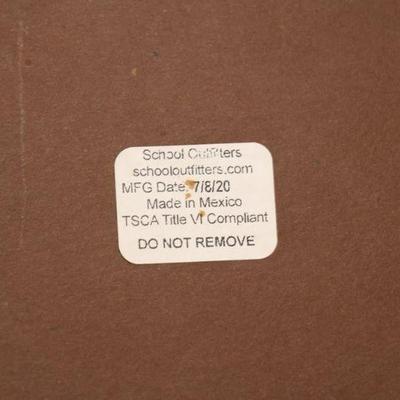 School Outfitters
schooloutfitters.com
MFG Date: 7/8/20
Made in Mexico
TSCA Title VI Compliant
DO NOT REMOVE